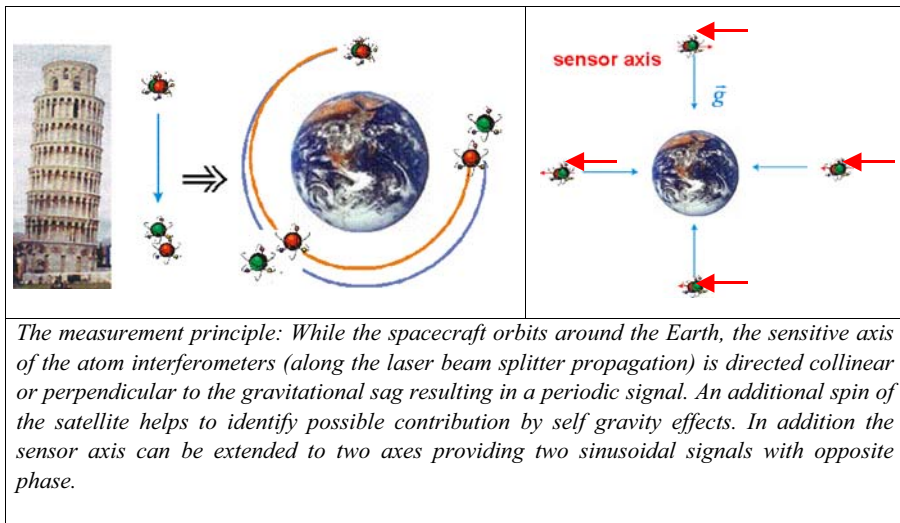 sensor axis
g
The measurement principle: While the spacecraft orbits around the Earth, the sensitive axis
of the atom interferometers (along the laser beam splitter propagation) is directed collinear
or perpendicular to the gravitational sag resulting in a periodic signal. An additional spin of
the satellite helps to identify possible contribution by self gravity effects. In addition the
sensor axis can be extended to two axes providing two sinusoidal signals with opposite
phase.